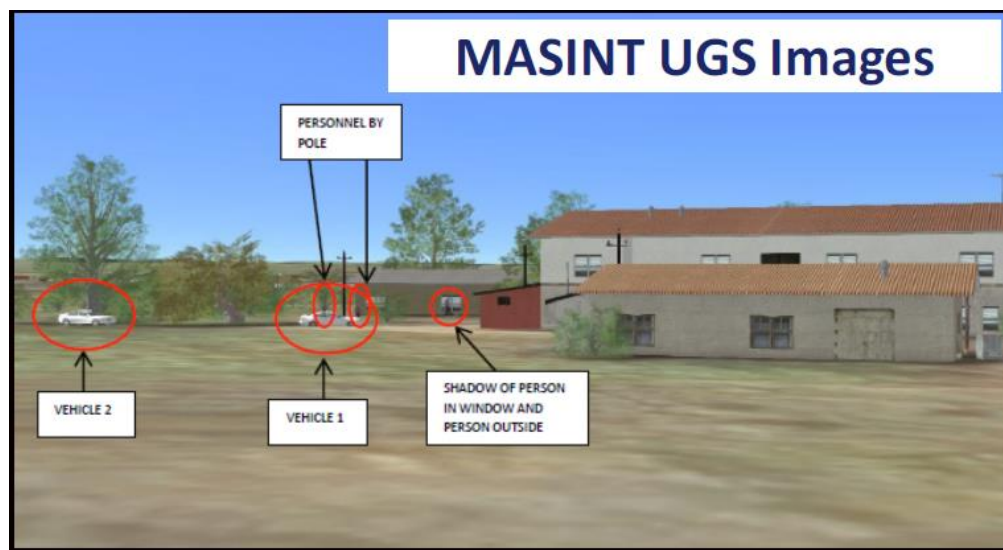 MASINT UGS Images
PERSONNEL BY
POLE
VEHICLE 2
VEHICLE 1
SHADOW OF PERSON
IN WINDOW AND
PERSON OUTSIDE